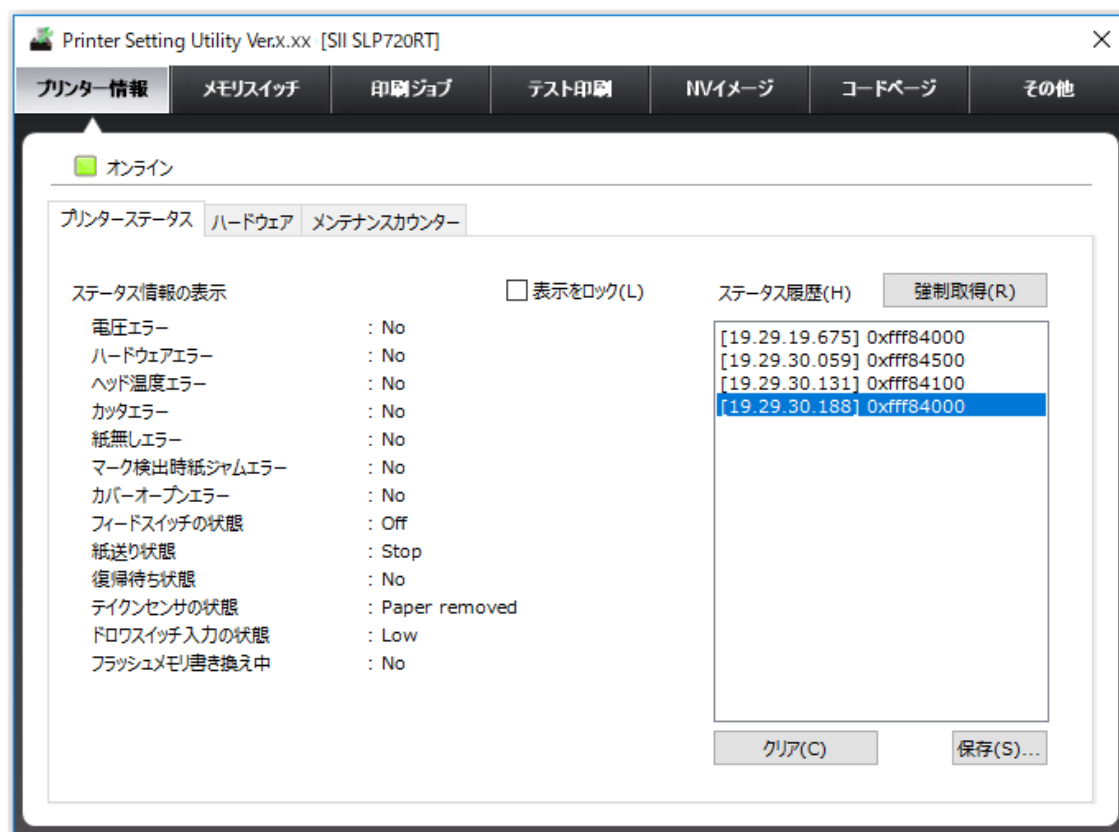 Printer Setting Utility Ver.x.xx [SII SLP720RT]
プリンター情報 メモリスイッチ 印刷ジョブ テスト印刷 NVイメージ コードページ その他
オンライン
プリンターステータス ハードウェア メンテナンスカウンター
ステータス情報の表示 表示をロック(L) ステータス履歴(H) 強制取得(R)
電圧エラー : No
ハードウェアエラー : No
ヘッド温度エラー : No
カッタエラー : No
紙無しエラー : No
マーク検出時紙ジャムエラー : No
カバーオープンエラー : No
フィードスイッチの状態 : Off
紙送り状態 : Stop
復帰待ち状態 : No
テイクンセンサの状態 : Paper removed
ドロワスイッチ入力の状態 : Low
フラッシュメモリ書き換え中 : No
[19.29.19.675] 0xfff84000
[19.29.30.059] 0xfff84500
[19.29.30.131] 0xfff84100
[19.29.30.188] 0xfff84000
クリア(C) 保存(S)...